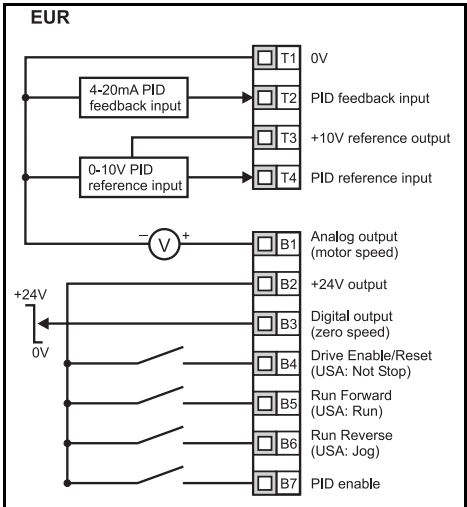 EUR
T1 0V
4-20mA PID
feedback input
T2 PID feedback input
T3 +10V reference output
0-10V PID
reference input
T4 PID reference input
– V +
B1 Analog output
(motor speed)
B2 +24V output
+24V
0V
B3 Digital output
(zero speed)
B4 Drive Enable/Reset
(USA: Not Stop)
B5 Run Forward
(USA: Run)
B6 Run Reverse
(USA: Jog)
B7 PID enable